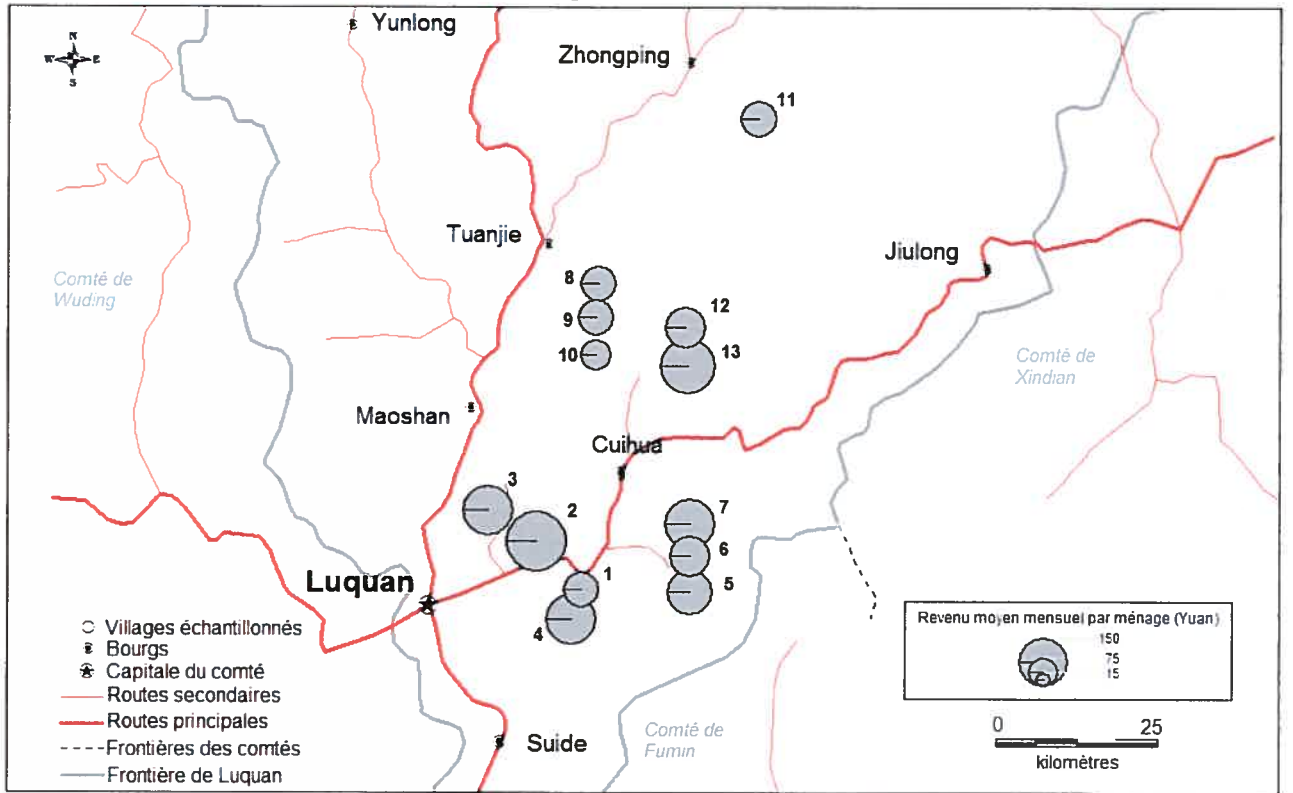 Yunlong
N
W E
S
Zhongping
11
Tuanjie
Jiulong
Comté de
Wuding
8
9
10
12
13
Comté de
Xindian
Maoshan
Cuihua
3
2
7
6
5
1
4
Luquan
Villages échantillonnés
Bourgs
Capitale du comté
Routes secondaires
Routes principales
Frontières des comtés
Frontière de Luquan
Suide
Comté de
Fumin
Revenu moyen mensuel par ménage (Yuan)
150
75
15
0 25
kilomètres